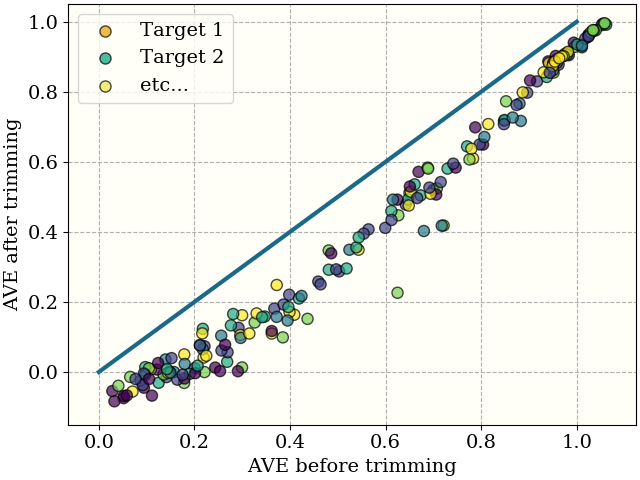 Target 1
Target 2
etc...
AVE after trimming
1.0
0.8
0.6
0.4
0.2
0.0
0.0 0.2 0.4 0.6 0.8 1.0
AVE before trimming